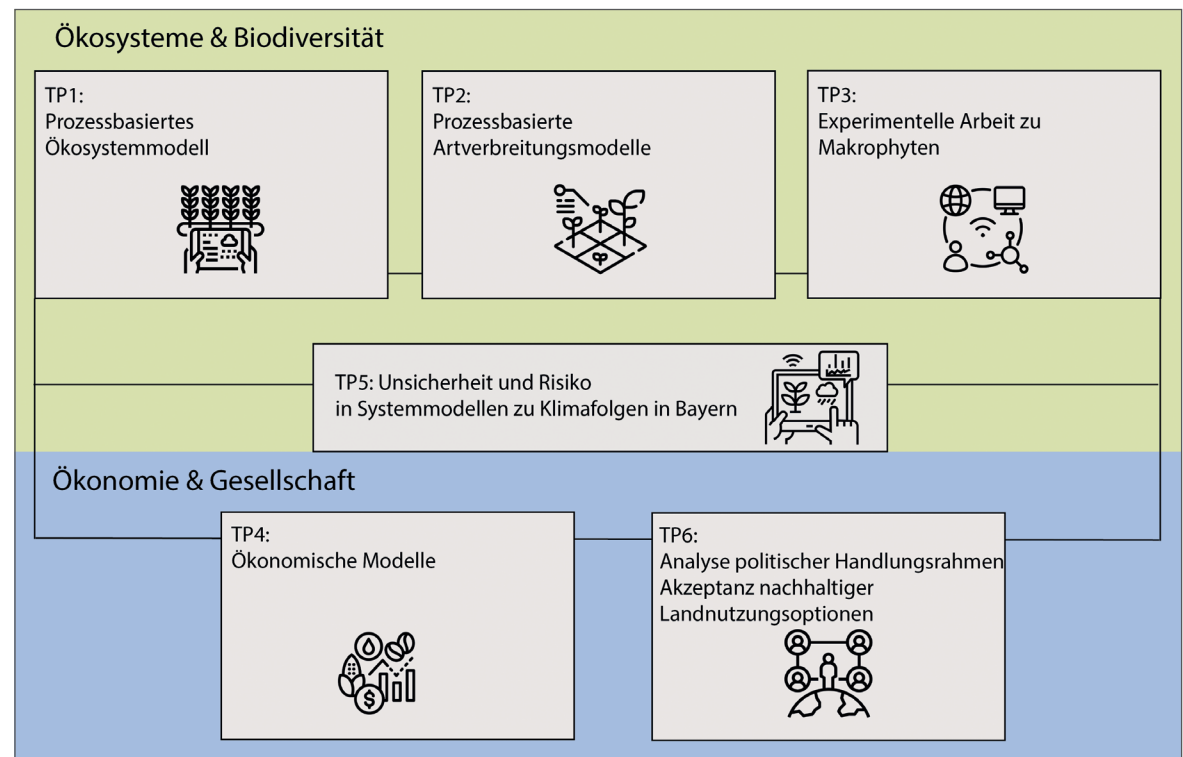 Ökosysteme & Biodiversität
TP1:
Prozessbasiertes
Ökosystemmodell
TP2:
Prozessbasierte
Artverbreitungsmodelle
TP3:
Experimentelle Arbeit zu
Makrophyten
TP5: Unsicherheit und Risiko
in Systemmodellen zu Klimafolgen in Bayern
Ökonomie & Gesellschaft
TP4:
Ökonomische Modelle
$
TP6:
Analyse politischer Handlungsrahmen
Akzeptanz nachhaltiger
Landnutzungsoptionen